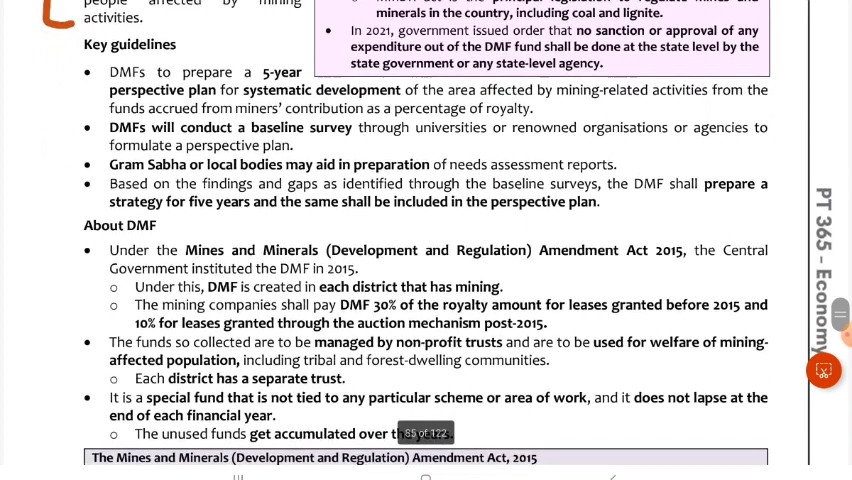 people affected by mining
activities.
minerals in the country, including coal and lignite.
• In 2021, government issued order that no sanction or approval of any
expenditure out of the DMF fund shall be done at the state level by the
state government or any state-level agency.
Key guidelines
• DMFs to prepare a 5-year
perspective plan for systematic development of the area affected by mining-related activities from the
funds accrued from miners' contribution as a percentage of royalty.
• DMFs will conduct a baseline survey through universities or renowned organisations or agencies to
formulate a perspective plan.
• Gram Sabha or local bodies may aid in preparation of needs assessment reports.
• Based on the findings and gaps as identified through the baseline surveys, the DMF shall prepare a
strategy for five years and the same shall be included in the perspective plan.
About DMF
• Under the Mines and Minerals (Development and Regulation) Amendment Act 2015, the Central
Government instituted the DMF in 2015.
o Under this, DMF is created in each district that has mining.
o The mining companies shall pay DMF 30% of the royalty amount for leases granted before 2015 and
10% for leases granted through the auction mechanism post-2015.
• The funds so collected are to be managed by non-profit trusts and are to be used for welfare of mining-
affected population, including tribal and forest-dwelling communities.
o Each district has a separate trust.
• It is a special fund that is not tied to any particular scheme or area of work, and it does not lapse at the
end of each financial year.
o The unused funds get accumulated over
85 of 122
The Mines and Minerals (Development and Regulation) Amendment Act, 2015
PT 365 - Economy